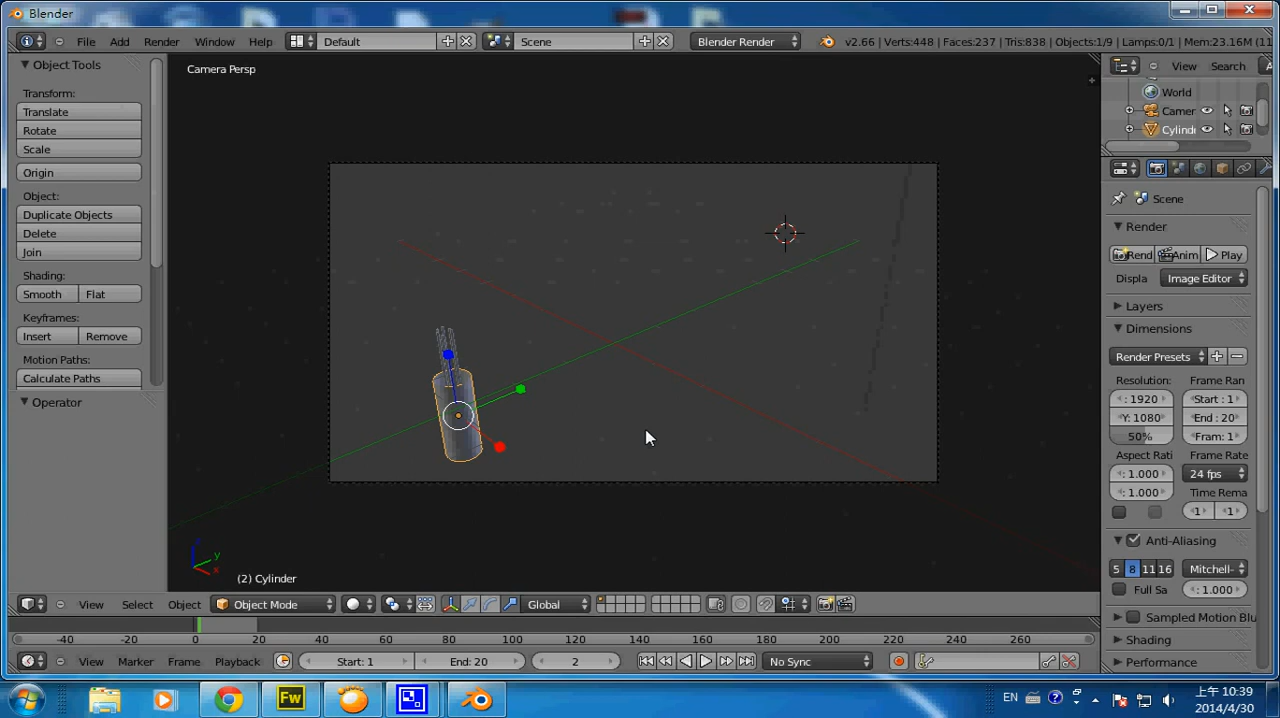 Blender
File Add Render Window Help Default Scene Blender Render v2.66 | Verts:448 | Faces:237 | Tris:838 | Objects:1/9 | Lamps:0/1 | Mem:23.16M (11
Object Tools
Transform:
Translate
Rotate
Scale
Origin
Object:
Duplicate Objects
Delete
Join
Shading:
Smooth Flat
Keyframes:
Insert Remove
Motion Paths:
Calculate Paths
Operator
Camera Persp
(2) Cylinder
y
x
View Search
World
Camer
Cylind
Scene
Render
Rend Anim Play
Displa Image Editor
Layers
Dimensions
Render Presets
Resolution: Frame Ran
: 1920 Start : 1
Y: 1080 End : 20
50% Fram: 1
Aspect Rati Frame Rate
: 1.000 24 fps
: 1.000 Time Rema
1 1
Anti-Aliasing
5 8 11 16 Mitchell-
Full Sa : 1.000
Sampled Motion Blu
Shading
Performance
View Select Object Object Mode Global
-40 -20 0 20 40 60 80 100 120 140 160 180 200 220 240 260
View Marker Frame Playback Start: 1 End: 20 2 No Sync
Fw EN 上午 10:39
2014/4/30